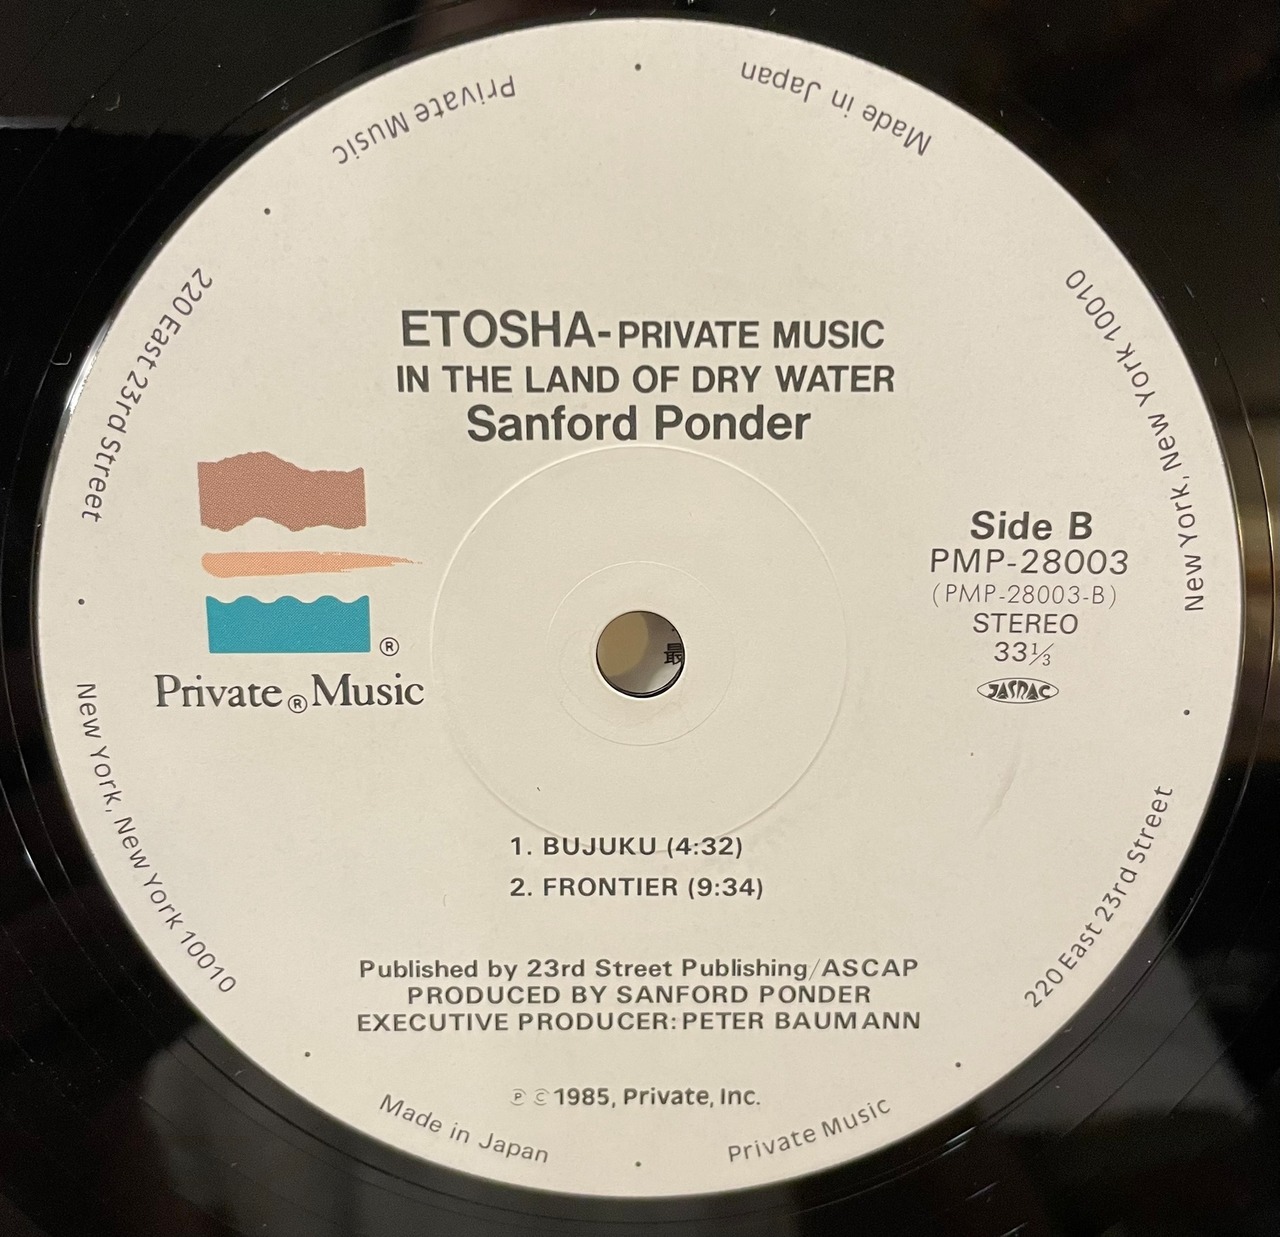 ETOSHA-PRIVATE MUSIC
IN THE LAND OF DRY WATER
Sanford Ponder
®
Private®Music
Side B
PMP-28003
(PMP-28003-B)
STEREO
33⅓
JASRAC
最
1. BUJUKU (4:32)
2. FRONTIER (9:34)
Published by 23rd Street Publishing/ASCAP
PRODUCED BY SANFORD PONDER
EXECUTIVE PRODUCER: PETER BAUMANN
Ⓟ ©1985, Private, Inc.
Made in Japan
·
Private Music
·
220 East 23rd Street
·
New York, New York 10010
Made in Japan
·
Private Music
·
220 East 23rd Street
·
New York, New York 10010
·